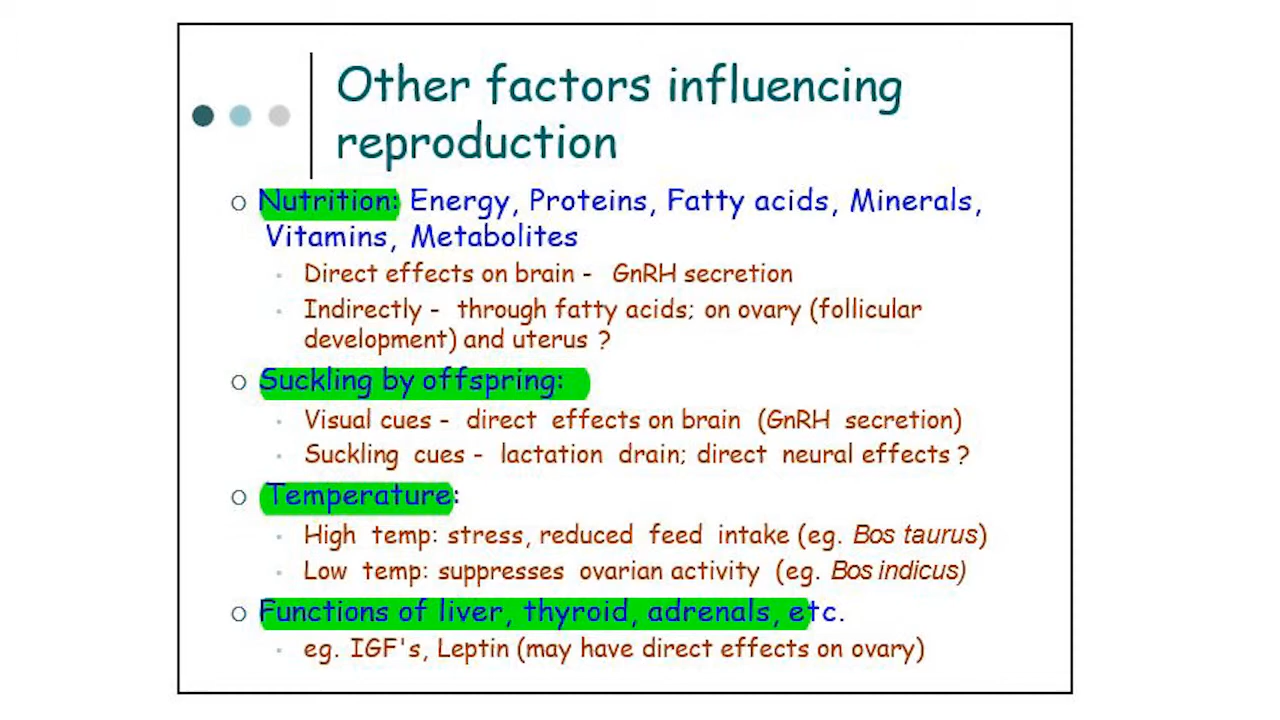 Other factors influencing
reproduction
Nutrition: Energy, Proteins, Fatty acids, Minerals,
Vitamins, Metabolites
Direct effects on brain - GnRH secretion
Indirectly - through fatty acids; on ovary (follicular
development) and uterus ?
Suckling by offspring:
Visual cues - direct effects on brain (GnRH secretion)
Suckling cues - lactation drain; direct neural effects ?
Temperature:
High temp: stress, reduced feed intake (eg. Bos taurus)
Low temp: suppresses ovarian activity (eg. Bos indicus)
Functions of liver, thyroid, adrenals, etc.
eg. IGF's, Leptin (may have direct effects on ovary)